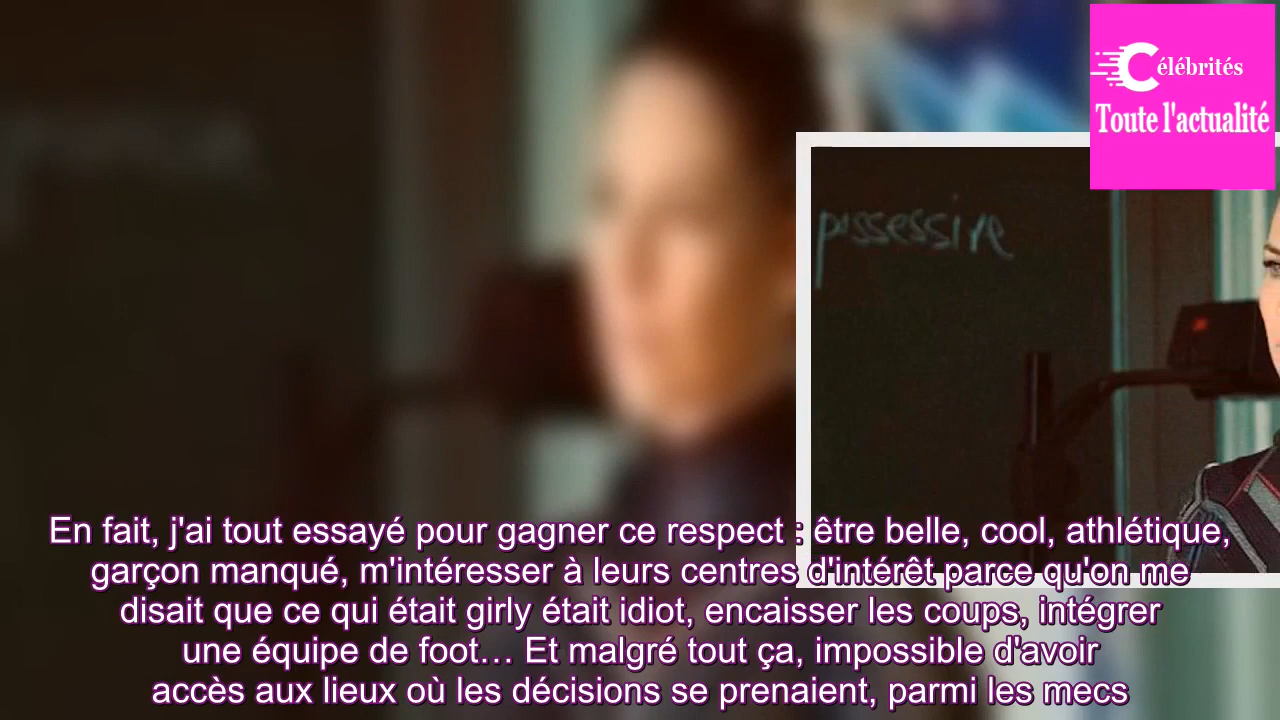 Célébrités
Toute l'actualité
possessive
En fait, j'ai tout essayé pour gagner ce respect : être belle, cool, athlétique,
garçon manqué, m'intéresser à leurs centres d'intérêt parce qu'on me
disait que ce qui était girly était idiot, encaisser les coups, intégrer
une équipe de foot… Et malgré tout ça, impossible d'avoir
accès aux lieux où les décisions se prenaient, parmi les mecs